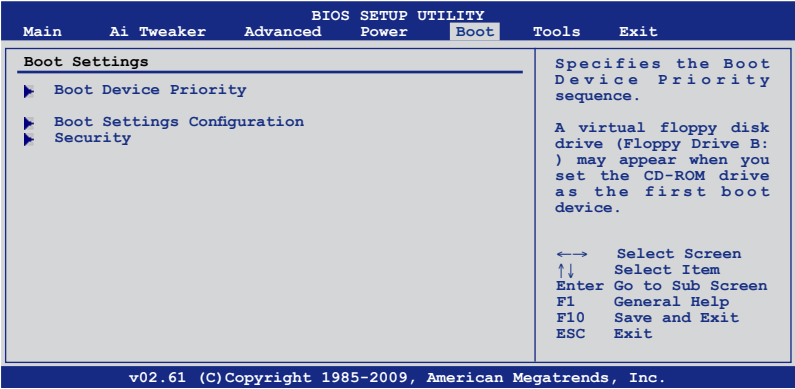 BIOS SETUP UTILITY
Main Ai Tweaker Advanced Power Boot Tools Exit
Boot Settings
Boot Device Priority
Boot Settings Configuration
Security
Specifies the Boot
Device Priority
sequence.
A virtual floppy disk
drive (Floppy Drive B:
) may appear when you
set the CD-ROM drive
as the first boot
device.
←→ Select Screen
↑↓ Select Item
Enter Go to Sub Screen
F1 General Help
F10 Save and Exit
ESC Exit
v02.61 (C)Copyright 1985-2009, American Megatrends, Inc.